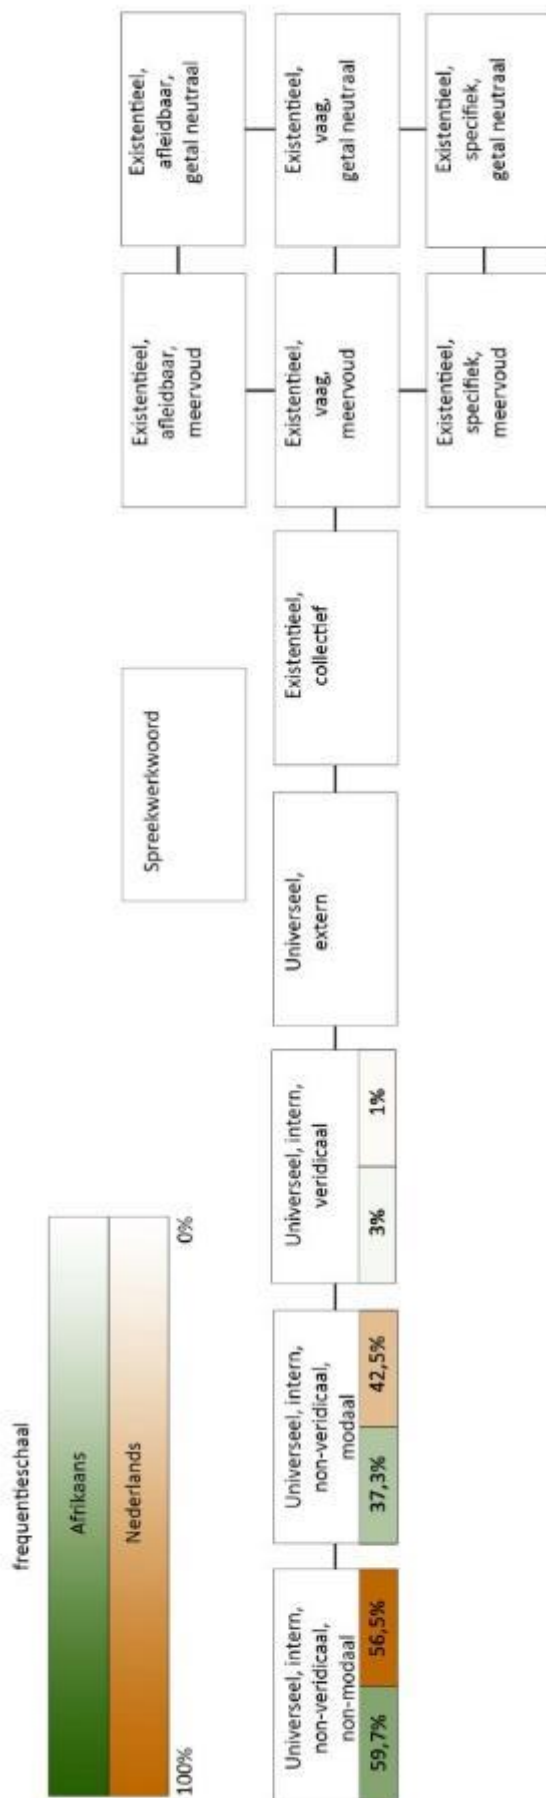 frequentieschaal
Afrikaans
Nederlands
100%
0%
Universeel, intern,
non-veridicaal,
non-modaal
59,7%
56,5%
Universeel, intern,
non-veridicaal,
modaal
37,3%
42,5%
Universeel, intern,
veridicaal
3%
1%
Universeel,
extern
Spreekwerkwoord
Existentieel,
collectief
Existentieel,
afleidbaar,
meervoud
Existentieel,
vaag,
meervoud
Existentieel,
specifiek,
meervoud
Existentieel,
afleidbaar,
getal neutraal
Existentieel,
vaag,
getal neutraal
Existentieel,
specifiek,
getal neutraal